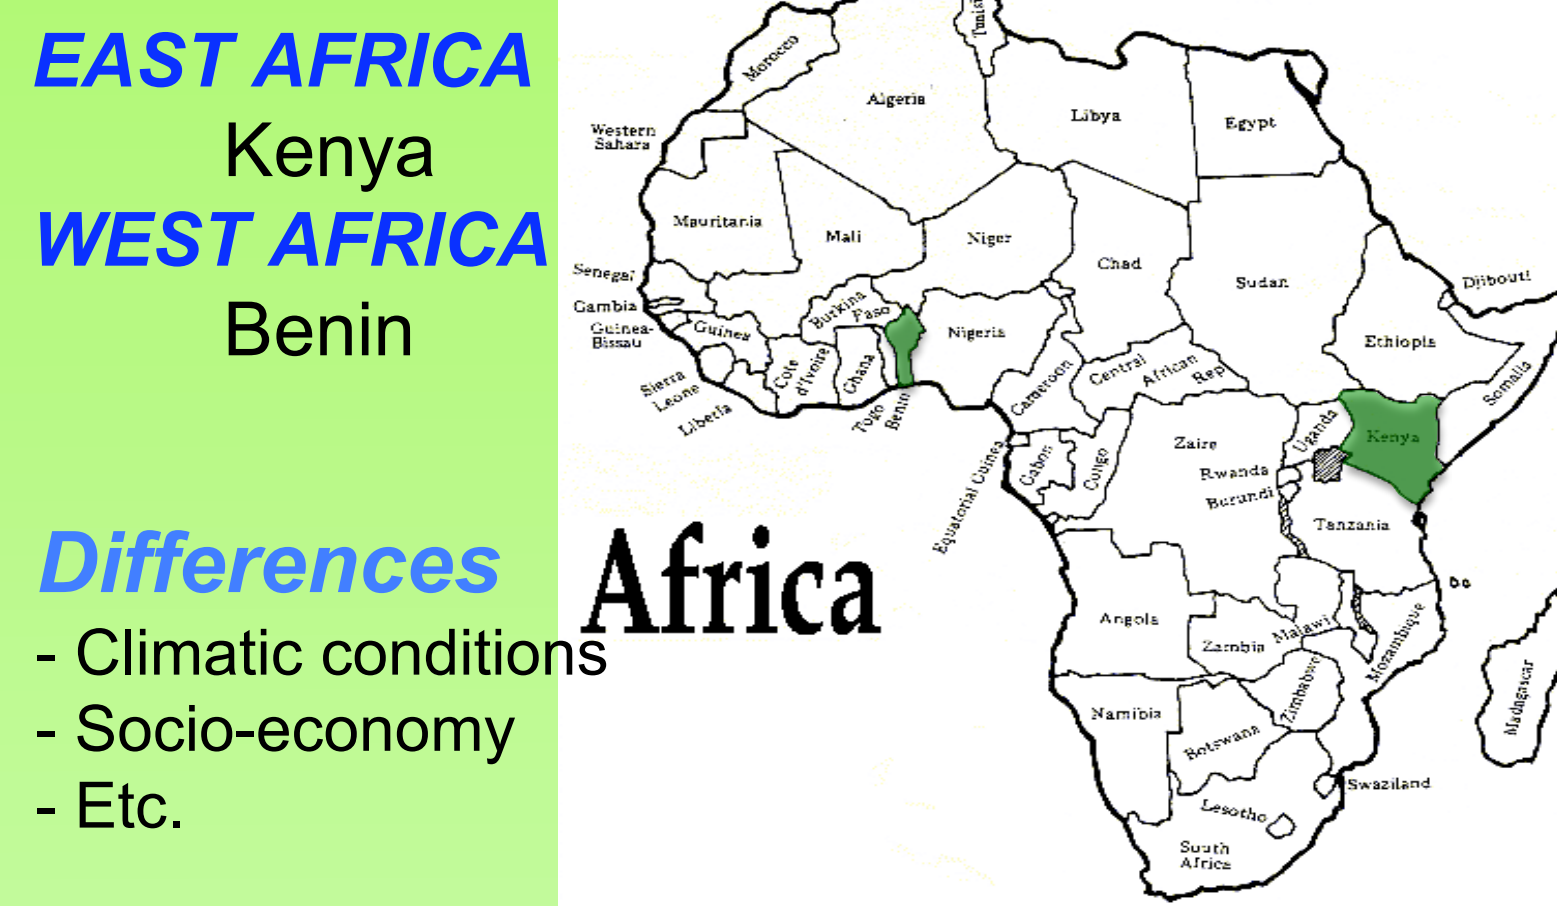 EAST AFRICA
Kenya
WEST AFRICA
Benin
Differences
- Climatic conditions
- Socio-economy
- Etc.
Africa
Tunisi
Morocco
Algeria
Libya
Egypt
Western
Sahara
Mauritania
Mali
Niger
Chad
Sudan
Djibouti
Senegal
Gambia
Guinea-
Bissau
Guinea
Burkina
Faso
Nigeria
Ethiopia
Somalia
Sierra
Leone
Liberia
Cote
d'Ivoire
Ghana
Togo
Benin
Cameroon
Central
African
Rep
Equatorial Guinea
Gabon
Congo
Zaire
Uganda
Kenya
Rwanda
Burundi
Tanzania
Angola
Zambia
Malawi
Mozambique
Zimbabwe
Namibia
Botswana
Madagascar
Swaziland
Lesotho
South
Africa